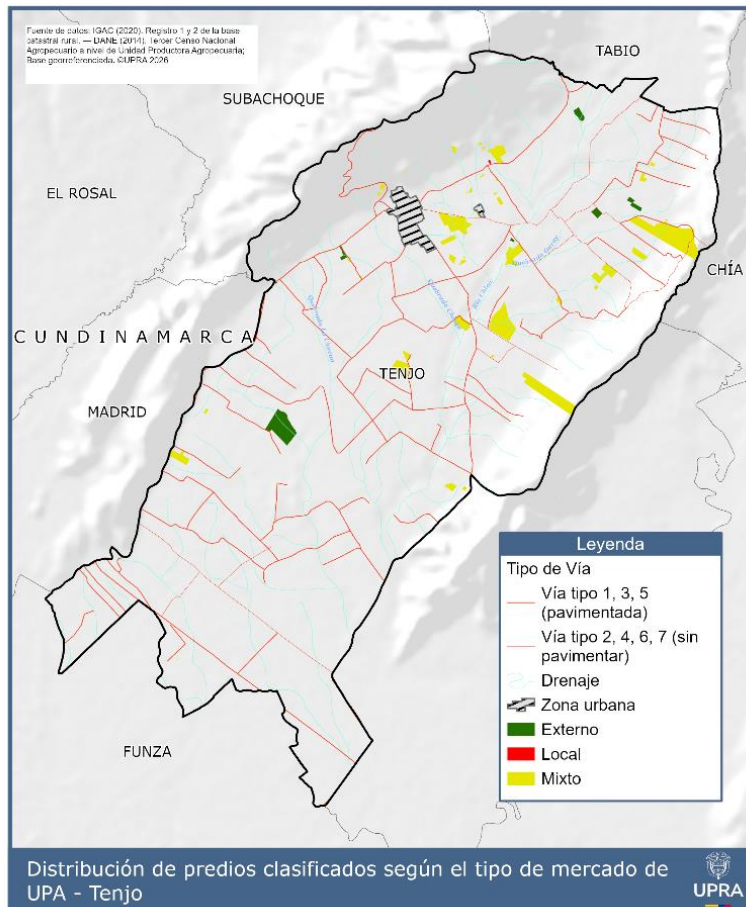 Fuente de datos: IGAC (2020). Registro 1 y 2 de la base
catastral rural. — DANE (2014). Tercer Censo Nacional
Agropecuario a nivel de Unidad Productora Agropecuaria;
Base georreferenciada. ©UPRA 2026
TABIO
SUBACHOQUE
EL ROSAL
CHÍA
CUNDINAMARCA
TENJO
MADRID
FUNZA
Leyenda
Tipo de Vía
Vía tipo 1, 3, 5
(pavimentada)
Vía tipo 2, 4, 6, 7 (sin
pavimentar)
Drenaje
Zona urbana
Externo
Local
Mixto
Distribución de predios clasificados según el tipo de mercado de
UPA - Tenjo
UPRA